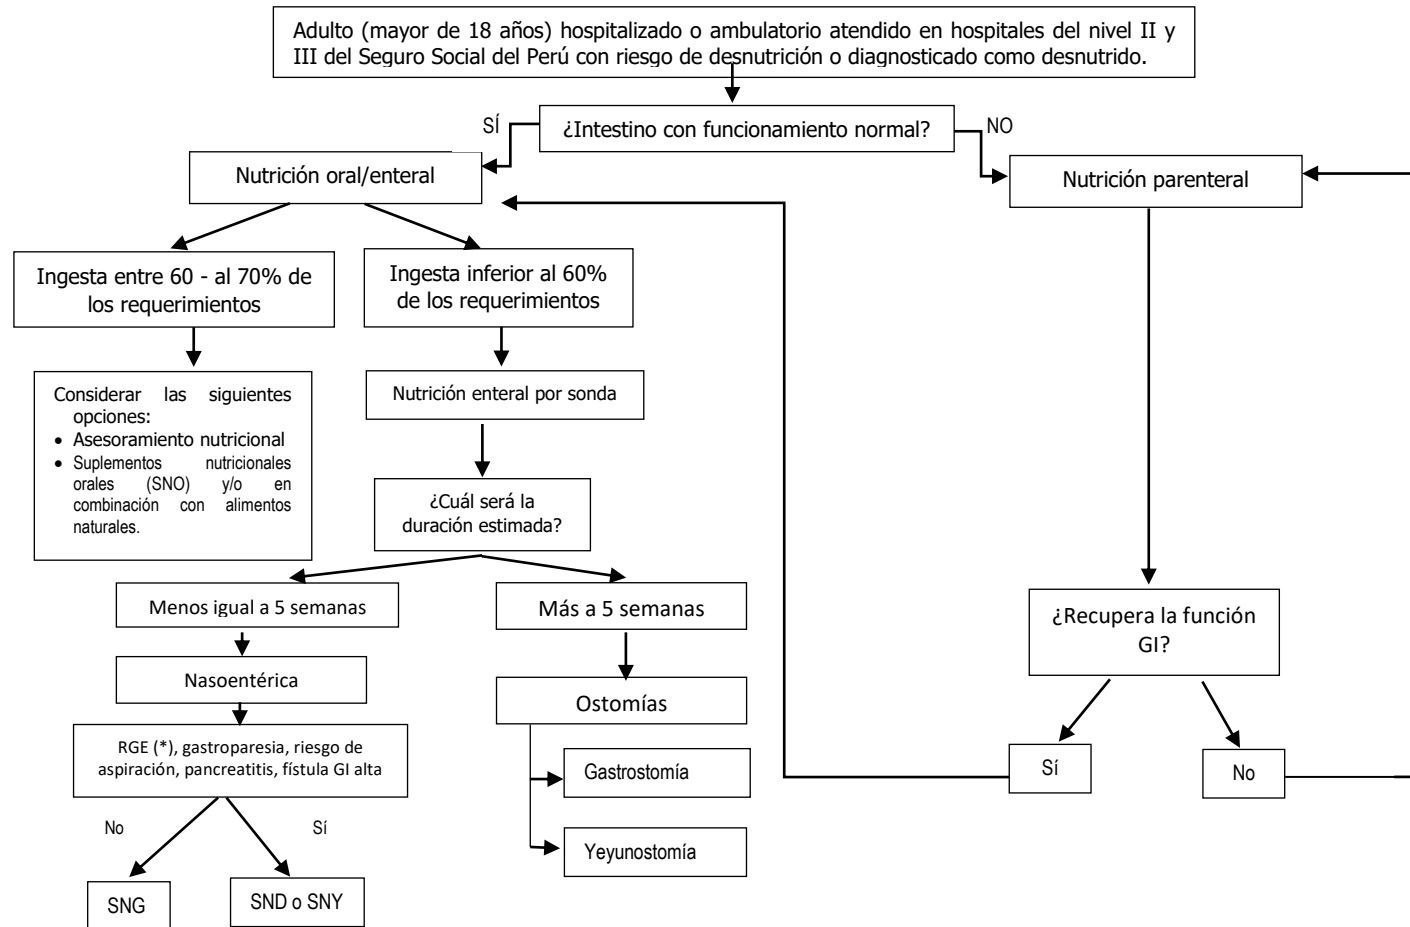 Adulto (mayor de 18 años) hospitalizado o ambulatorio atendido en hospitales del nivel II y
III del Seguro Social del Perú con riesgo de desnutrición o diagnosticado como desnutrido.
¿Intestino con funcionamiento normal?
SÍ
NO
Nutrición oral/enteral
Nutrición parenteral
Ingesta entre 60 - al 70% de
los requerimientos
Ingesta inferior al 60%
de los requerimientos
Considerar las siguientes
opciones:
• Asesoramiento nutricional
• Suplementos nutricionales
orales (SNO) y/o en
combinación con alimentos
naturales.
Nutrición enteral por sonda
¿Cuál será la
duración estimada?
Menos igual a 5 semanas
Más a 5 semanas
Nasoentérica
Ostomías
RGE (*), gastroparesia, riesgo de
aspiración, pancreatitis, fístula GI alta
Gastrostomía
Yeyunostomía
No
Sí
SNG
SND o SNY
¿Recupera la función
GI?
Sí
No